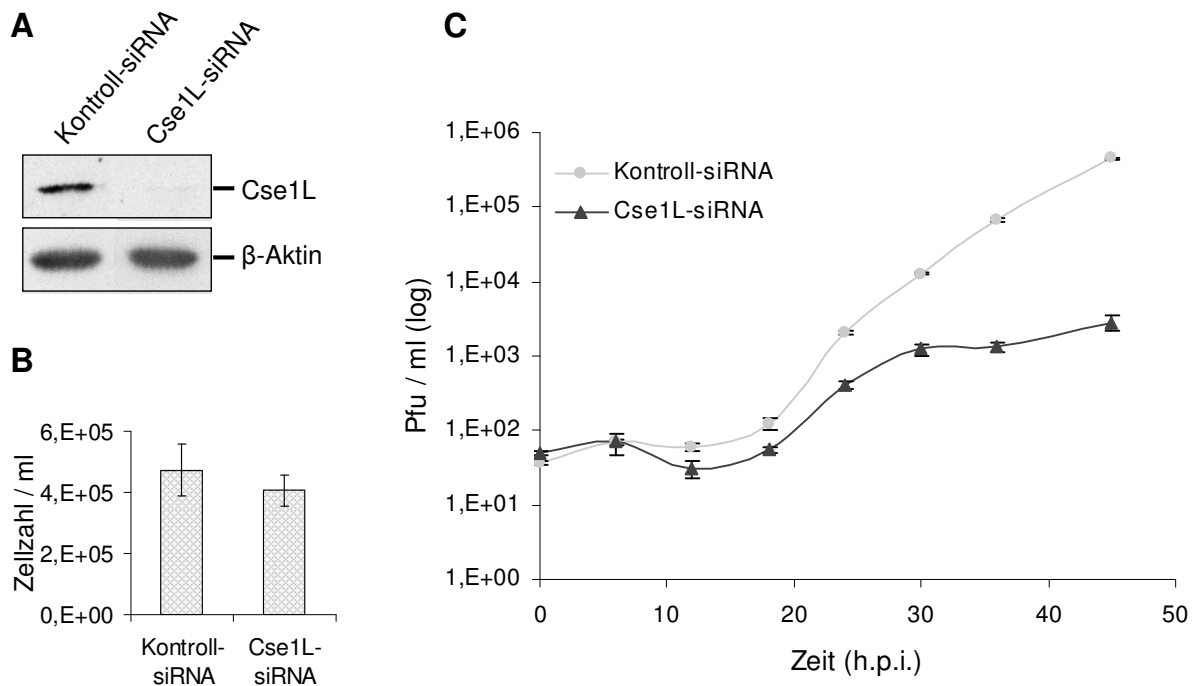 A
Kontroll-siRNA
Cse1L-siRNA
Cse1L
β-Aktin
B
Zellzahl / ml
6,E+05
4,E+05
2,E+05
0,E+00
Kontroll-
siRNA
Cse1L-
siRNA
C
Pfu / ml (log)
1,E+06
1,E+05
1,E+04
1,E+03
1,E+02
1,E+01
1,E+00
Kontroll-siRNA
Cse1L-siRNA
0
10
20
30
40
50
Zeit (h.p.i.)